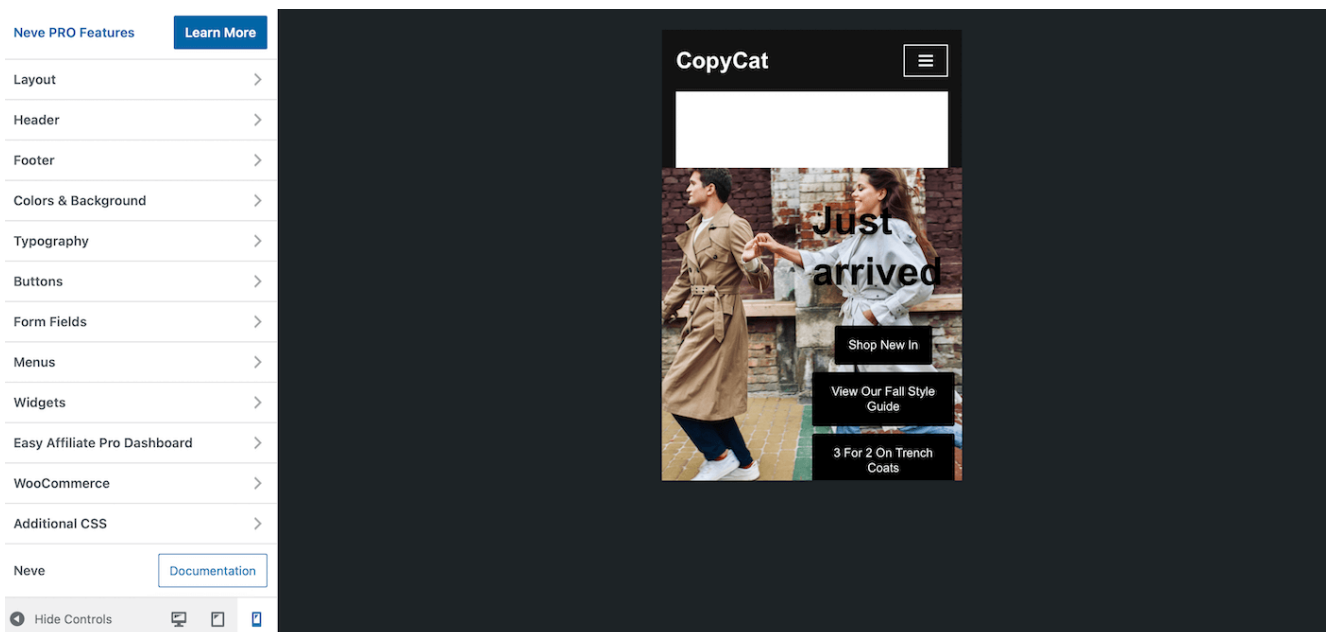 Neve PRO Features
Learn More
Layout
Header
Footer
Colors & Background
Typography
Buttons
Form Fields
Menus
Widgets
Easy Affiliate Pro Dashboard
WooCommerce
Additional CSS
Neve
Documentation
Hide Controls
CopyCat
Just
arrived
Shop New In
View Our Fall Style
Guide
3 For 2 On Trench
Coats